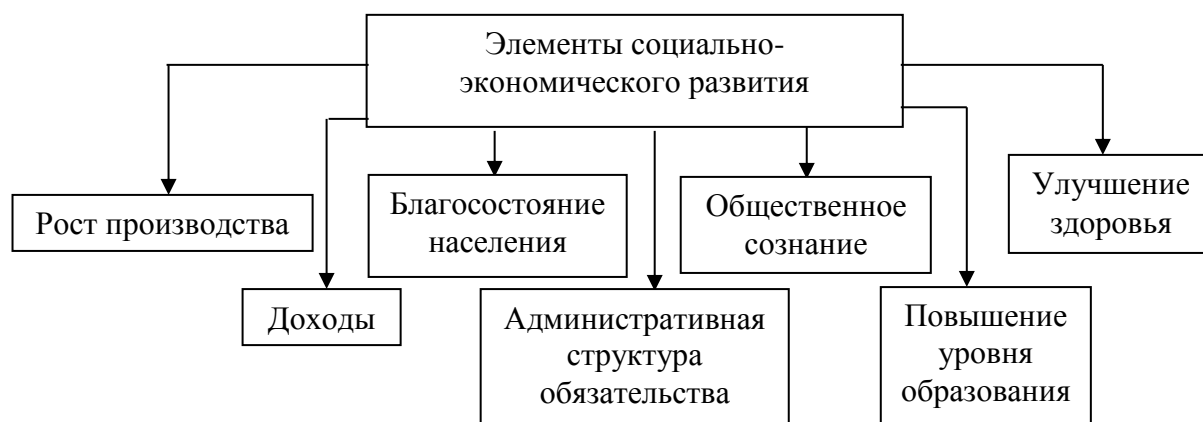 Элементы социально-
экономического развития
Рост производства
Доходы
Благосостояние
населения
Административная
структура
обязательства
Общественное
сознание
Повышение
уровня
образования
Улучшение
здоровья